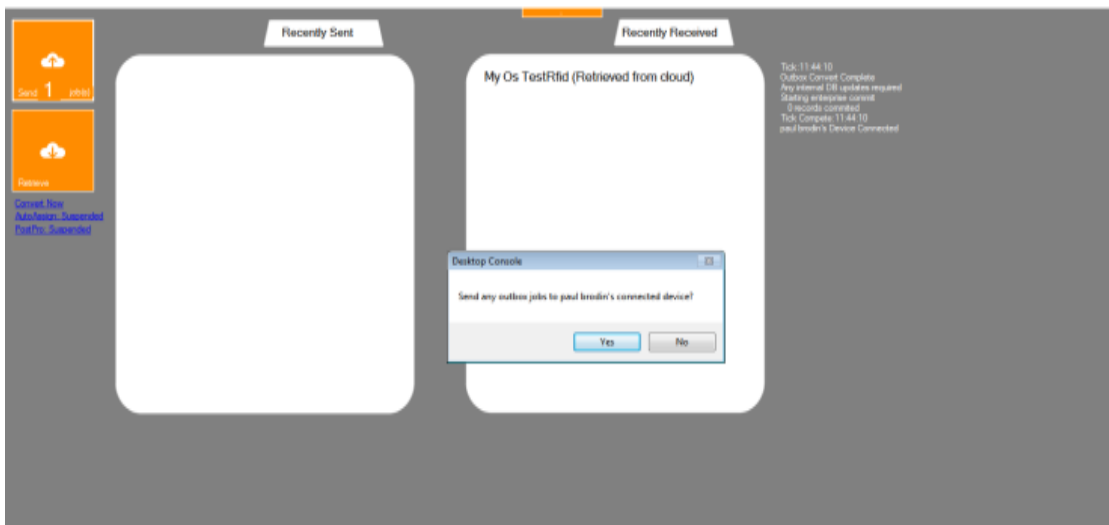 Recently Sent
Recently Received
Send 1 job(s)
Retrieve
Convert Now
AutoAssign: Suspended
PostPro: Suspended
My Os TestRfid (Retrieved from cloud)
Tick:11:44:10
Outbox Convert Complete
Any internal DB updates required
Starting enterprise commit
0 records commited
Tick Compete: 11:44:10
paul brodin's Device Connected
Desktop Console
Send any outbox jobs to paul brodin's connected device?
Yes
No